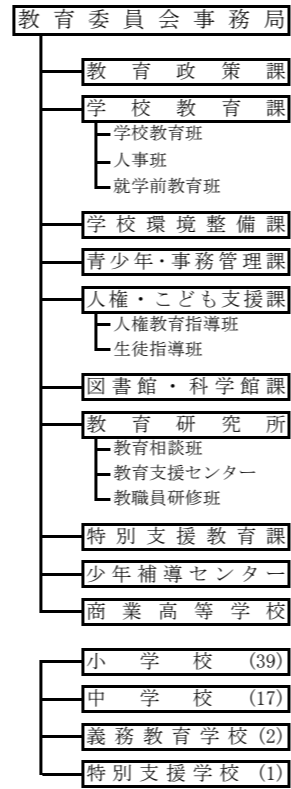 教育委員会事務局
教育政策課
学校教育課
学校教育班
人事班
就学前教育班
学校環境整備課
青少年・事務管理課
人権・こども支援課
人権教育指導班
生徒指導班
図書館・科学館課
教育研究所
教育相談班
教育支援センター
教職員研修班
特別支援教育課
少年補導センター
商業高等学校
小学校(39)
中学校(17)
義務教育学校(2)
特別支援学校(1)